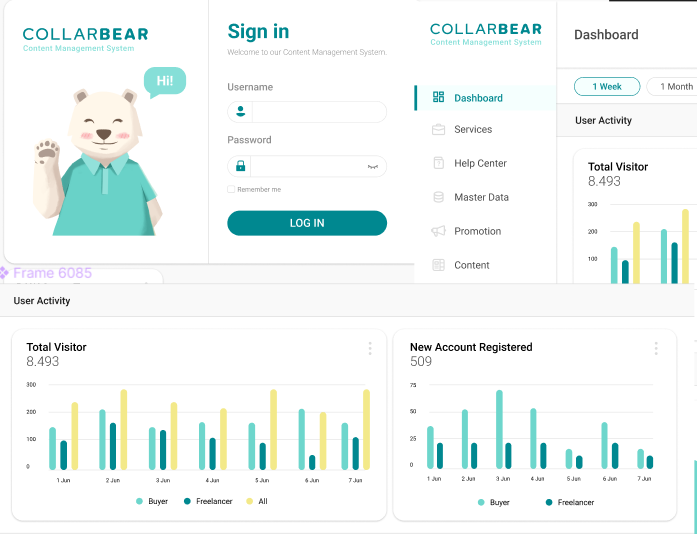 COLLARBEAR
Content Management System
Hi!
Sign in
Welcome to our Content Management System.
Username
Password
Remember me
LOG IN
COLLARBEAR
Content Management System
Dashboard
Services
Help Center
Master Data
Promotion
Content
Dashboard
1 Week
1 Month
User Activity
Total Visitor
8.493
300
200
100
Frame 6085
User Activity
Total Visitor
8.493
300
200
100
0
1 Jun
2 Jun
3 Jun
4 Jun
5 Jun
6 Jun
7 Jun
Buyer
Freelancer
All
New Account Registered
509
75
50
25
0
1 Jun
2 Jun
3 Jun
4 Jun
5 Jun
6 Jun
7 Jun
Buyer
Freelancer